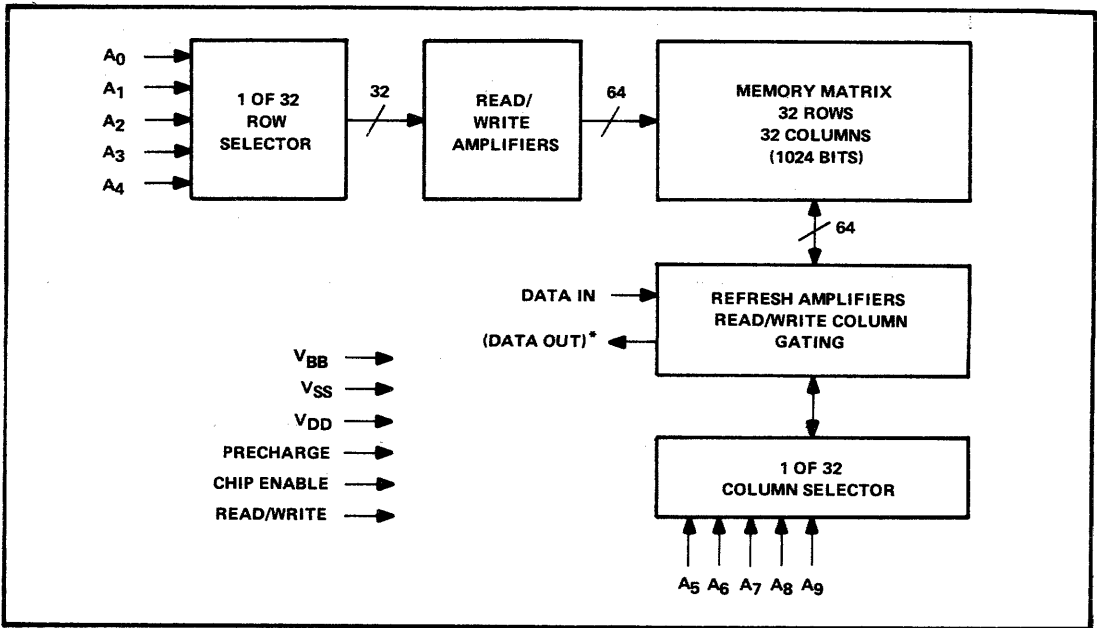 A0
A1
A2
A3
A4
1 OF 32
ROW
SELECTOR
32
READ/
WRITE
AMPLIFIERS
64
MEMORY MATRIX
32 ROWS
32 COLUMNS
(1024 BITS)
64
DATA IN
(DATA OUT)*
REFRESH AMPLIFIERS
READ/WRITE COLUMN
GATING
VBB
VSS
VDD
PRECHARGE
CHIP ENABLE
READ/WRITE
1 OF 32
COLUMN SELECTOR
A5 A6 A7 A8 A9